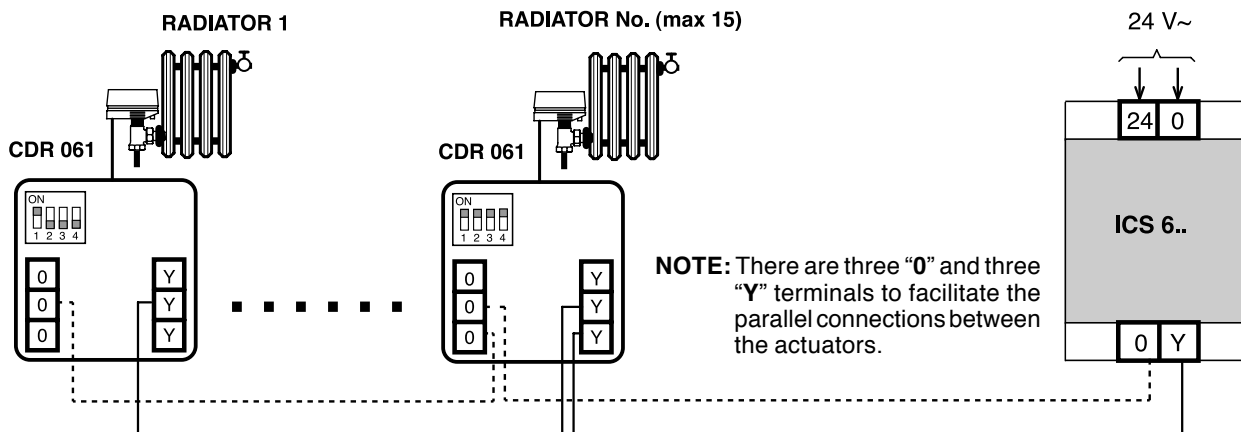 RADIATOR 1
RADIATOR No. (max 15)
24 V~
24 0
CDR 061
CDR 061
ON
1 2 3 4
0 Y
0 Y
0 Y
ON
1 2 3 4
0 Y
0 Y
0 Y
NOTE: There are three “0” and three
“Y” terminals to facilitate the
parallel connections between
the actuators.
ICS 6..
0 Y